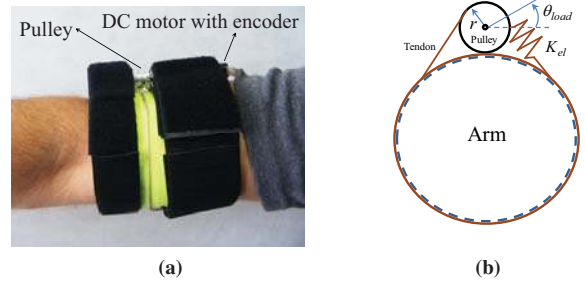 DC motor with encoder
Pulley
θload
r
Pulley
Kel
Tendon
Arm
(a)
(b)